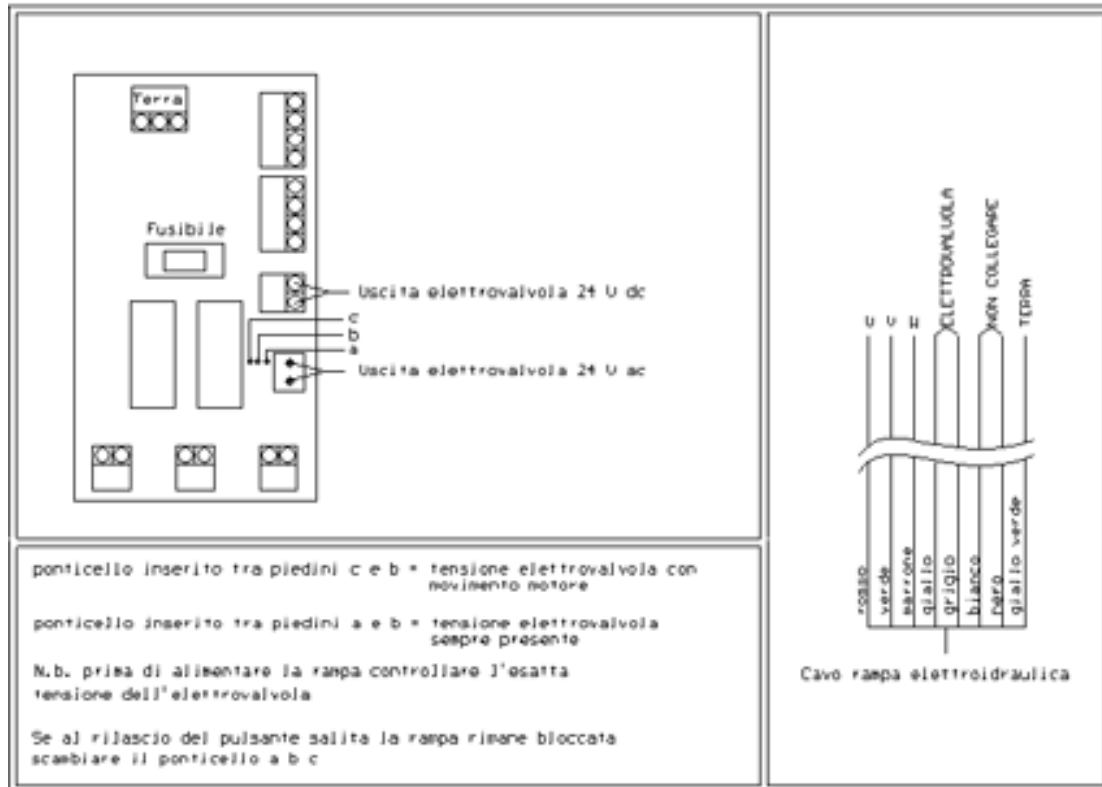 Terra
Fusibile
Uscita elettrovalvola 24 V dc
c
b
a
Uscita elettrovalvola 24 V ac
ponticello inserito tra piedini c e b = tensione elettrovalvola con
movimento motore
ponticello inserito tra piedini a e b = tensione elettrovalvola
sempre presente
N.b. prima di alimentare la rampa controllare l'esatta
tensione dell'elettrovalvola
Se al rilascio del pulsante salita la rampa rimane bloccata
scambiare il ponticello a b c
U
V
W
ELETTROVALVOLA
NON COLLEGARE
TERRA
rosso
verde
marrone
giallo
grigio
bianco
nero
giallo verde
Cavo rampa elettroidraulica